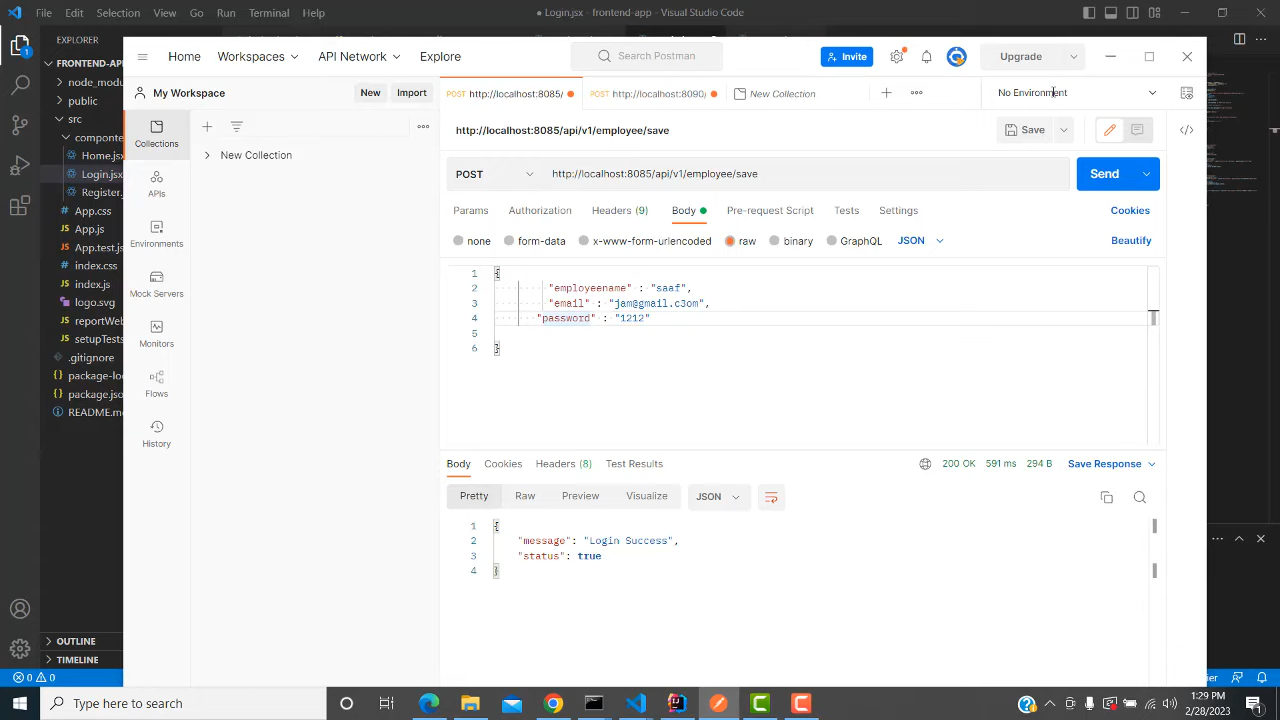 File Edit Selection View Go Run Terminal Help
● Login.jsx - frontend-app - Visual Studio Code
EXPLORER
FRONTEND-AP
node_modu
public
src
Home.jsx
Register.j
App.css
App.js
App.test.js
index.css
index.js
logo.svg
reportWeb
setupTests
.gitignore
package-loc
package.jso
README.m
OUTLINE
TIMELINE
0 0
1
Home Workspaces API Network Explore
Search Postman
Invite
Upgrade
My Workspace
New Import
POST http://localhost:8085/
POST http://localhost:8080/
New Collection
No Environment
Collections
APIs
Environments
Mock Servers
Monitors
Flows
History
New Collection
http://localhost:8085/api/v1/employee/save
Save
POST http://localhost:8085/api/v1/employee/save
Send
Params Authorization Headers (9) Body Pre-request Script Tests Settings
Cookies
none form-data x-www-form-urlencoded raw binary GraphQL JSON
Beautify
1 {
2 "employeename" : "saaf",
3 "email" : "jam@gmail.c3om",
4 "password" : "1212"
5
6 }
Body Cookies Headers (8) Test Results
200 OK 591 ms 294 B Save Response
Pretty Raw Preview Visualize JSON
1 {
2 "message": "Login Success",
3 "status": true
4 }
Type here to search
1:29 PM
2/28/2023